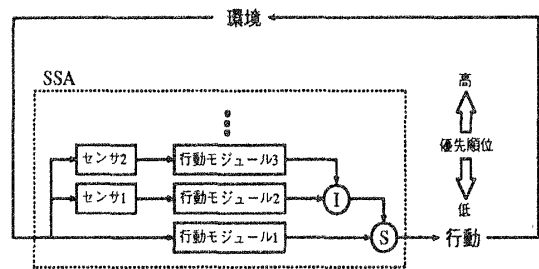 環境
SSA
高
優先順位
低
センサ2
行動モジュール3
センサ1
行動モジュール2
I
行動モジュール1
S
行動